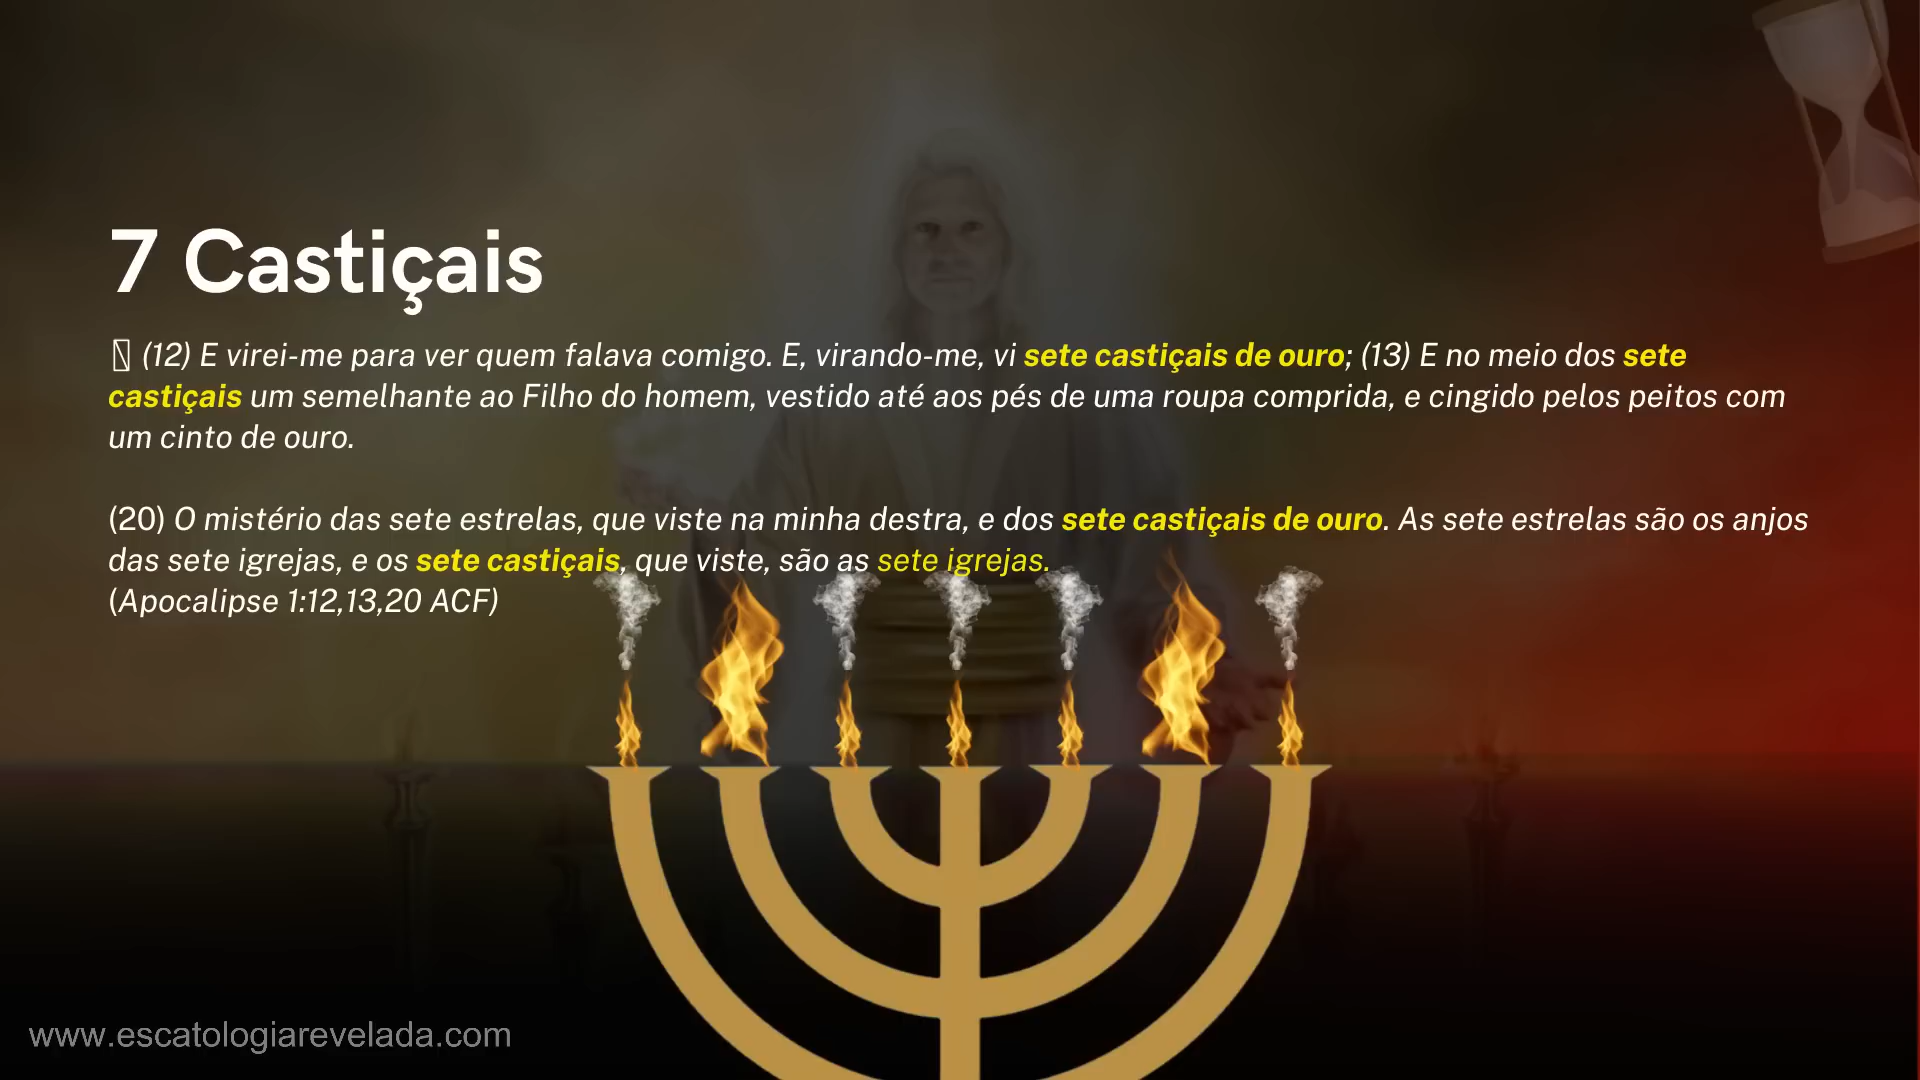 7 Castiçais
(12) E virei-me para ver quem falava comigo. E, virando-me, vi sete castiçais de ouro; (13) E no meio dos sete
castiçais um semelhante ao Filho do homem, vestido até aos pés de uma roupa comprida, e cingido pelos peitos com
um cinto de ouro.
(20) O mistério das sete estrelas, que viste na minha destra, e dos sete castiçais de ouro. As sete estrelas são os anjos
das sete igrejas, e os sete castiçais, que viste, são as sete igrejas.
(Apocalipse 1:12,13,20 ACF)
www.escatologiarevelada.com